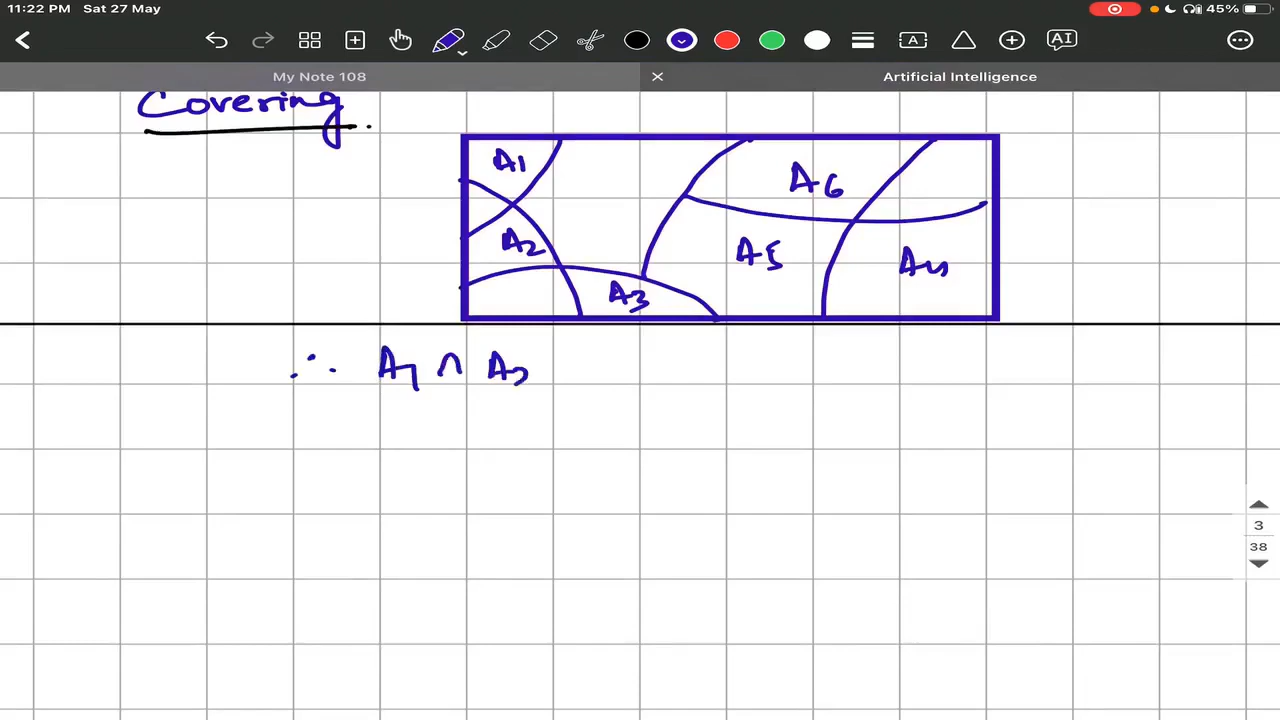 11:22 PM Sat 27 May 45%
A AI
My Note 108 Artificial Intelligence
Covering
A1 A6
A2 A5 A4
A3
∴ A1 ∩
3
38